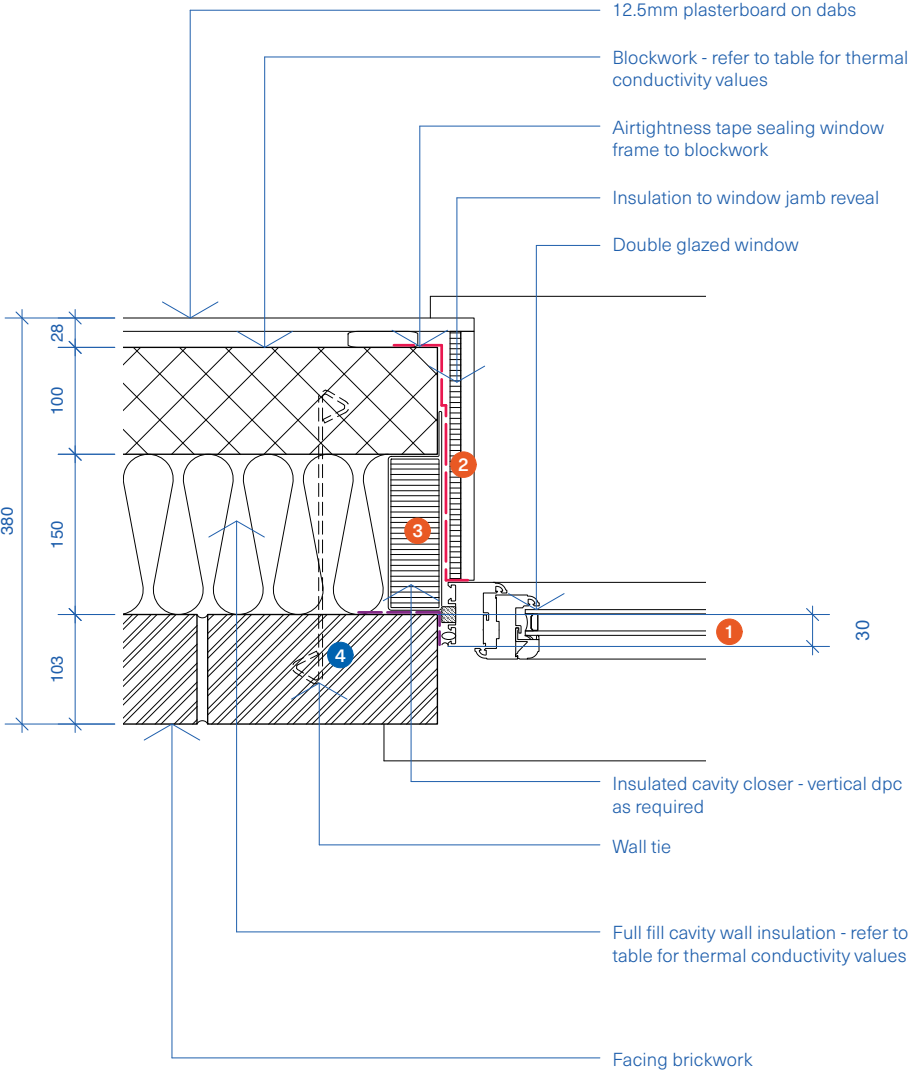 12.5mm plasterboard on dabs
Blockwork - refer to table for thermal
conductivity values
Airtightness tape sealing window
frame to blockwork
Insulation to window jamb reveal
Double glazed window
28
100
380
150
103
2
3
1
4
30
Insulated cavity closer - vertical dpc
as required
Wall tie
Full fill cavity wall insulation - refer to
table for thermal conductivity values
Facing brickwork